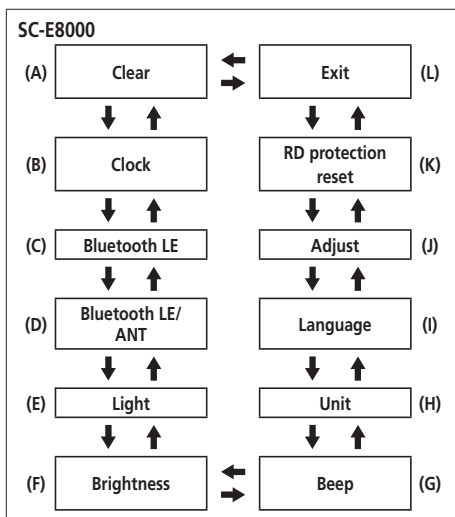 SC-E8000
(A) Clear Exit (L)
(B) Clock RD protection reset (K)
(C) Bluetooth LE Adjust (J)
(D) Bluetooth LE/ ANT Language (I)
(E) Light Unit (H)
(F) Brightness Beep (G)